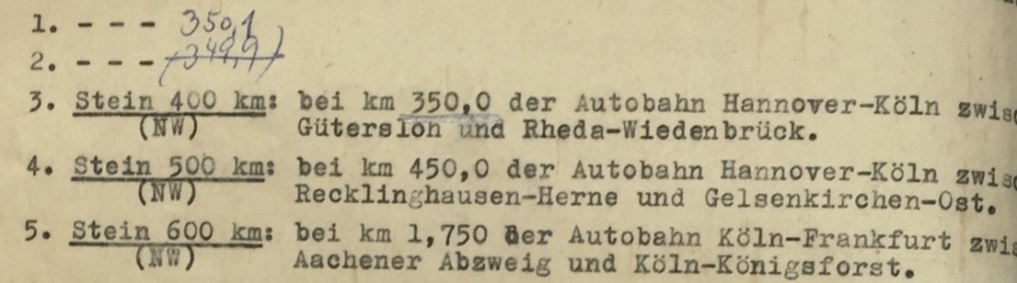 1. - - - 350,1
2. - - - (349,9)
3. Stein 400 km: bei km 350,0 der Autobahn Hannover-Köln zwisc
(NW) Gütersloh und Rheda-Wiedenbrück.
4. Stein 500 km: bei km 450,0 der Autobahn Hannover-Köln zwisc
(NW) Recklinghausen-Herne und Gelsenkirchen-Ost.
5. Stein 600 km: bei km 1,750 der Autobahn Köln-Frankfurt zwis
(NW) Aachener Abzweig und Köln-Königsforst.